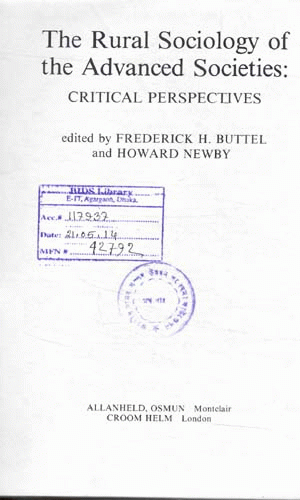 The Rural Sociology of
the Advanced Societies:
CRITICAL PERSPECTIVES
edited by FREDERICK H. BUTTEL
and HOWARD NEWBY
BIDS Library
E-17, Agargaon, Dhaka.
Acc.# 117937
Date: 21.05.14
MFN # 42792
ALLANHELD, OSMUN Montclair
CROOM HELM London